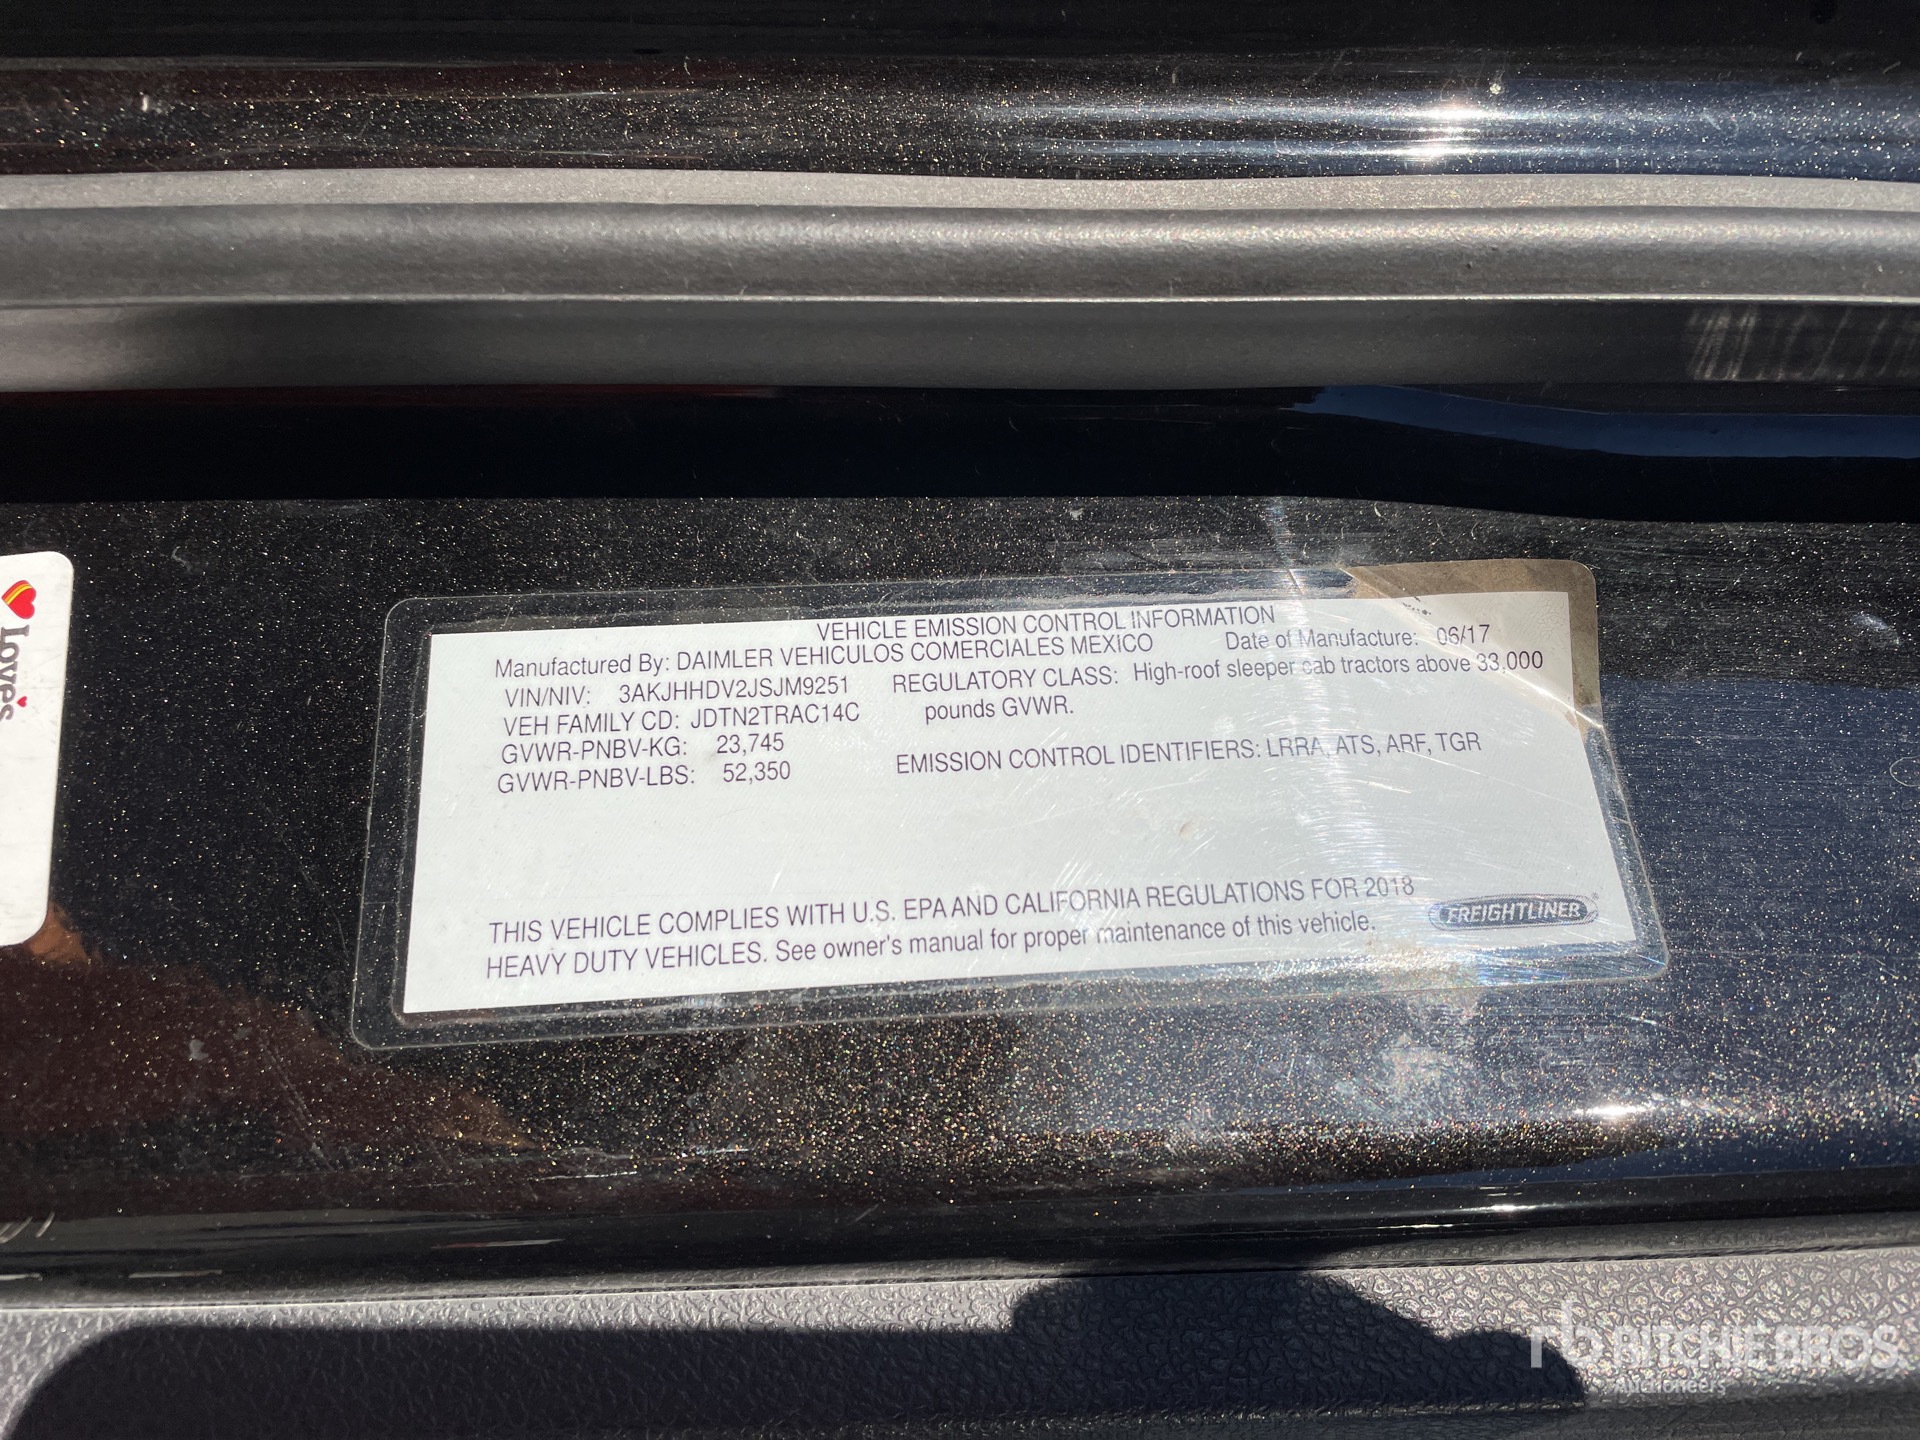 Love's
VEHICLE EMISSION CONTROL INFORMATION
Manufactured By: DAIMLER VEHICULOS COMERCIALES MEXICO Date of Manufacture: 06/17
VIN/NIV: 3AKJHHDV2JSJM9251 REGULATORY CLASS: High-roof sleeper cab tractors above 33,000
VEH FAMILY CD: JDTN2TRAC14C pounds GVWR.
GVWR-PNBV-KG: 23,745
GVWR-PNBV-LBS: 52,350 EMISSION CONTROL IDENTIFIERS: LRRA, ATS, ARF, TGR
THIS VEHICLE COMPLIES WITH U.S. EPA AND CALIFORNIA REGULATIONS FOR 2018
HEAVY DUTY VEHICLES. See owner's manual for proper maintenance of this vehicle.
FREIGHTLINER
rb RITCHIE BROS.
Auctioneers